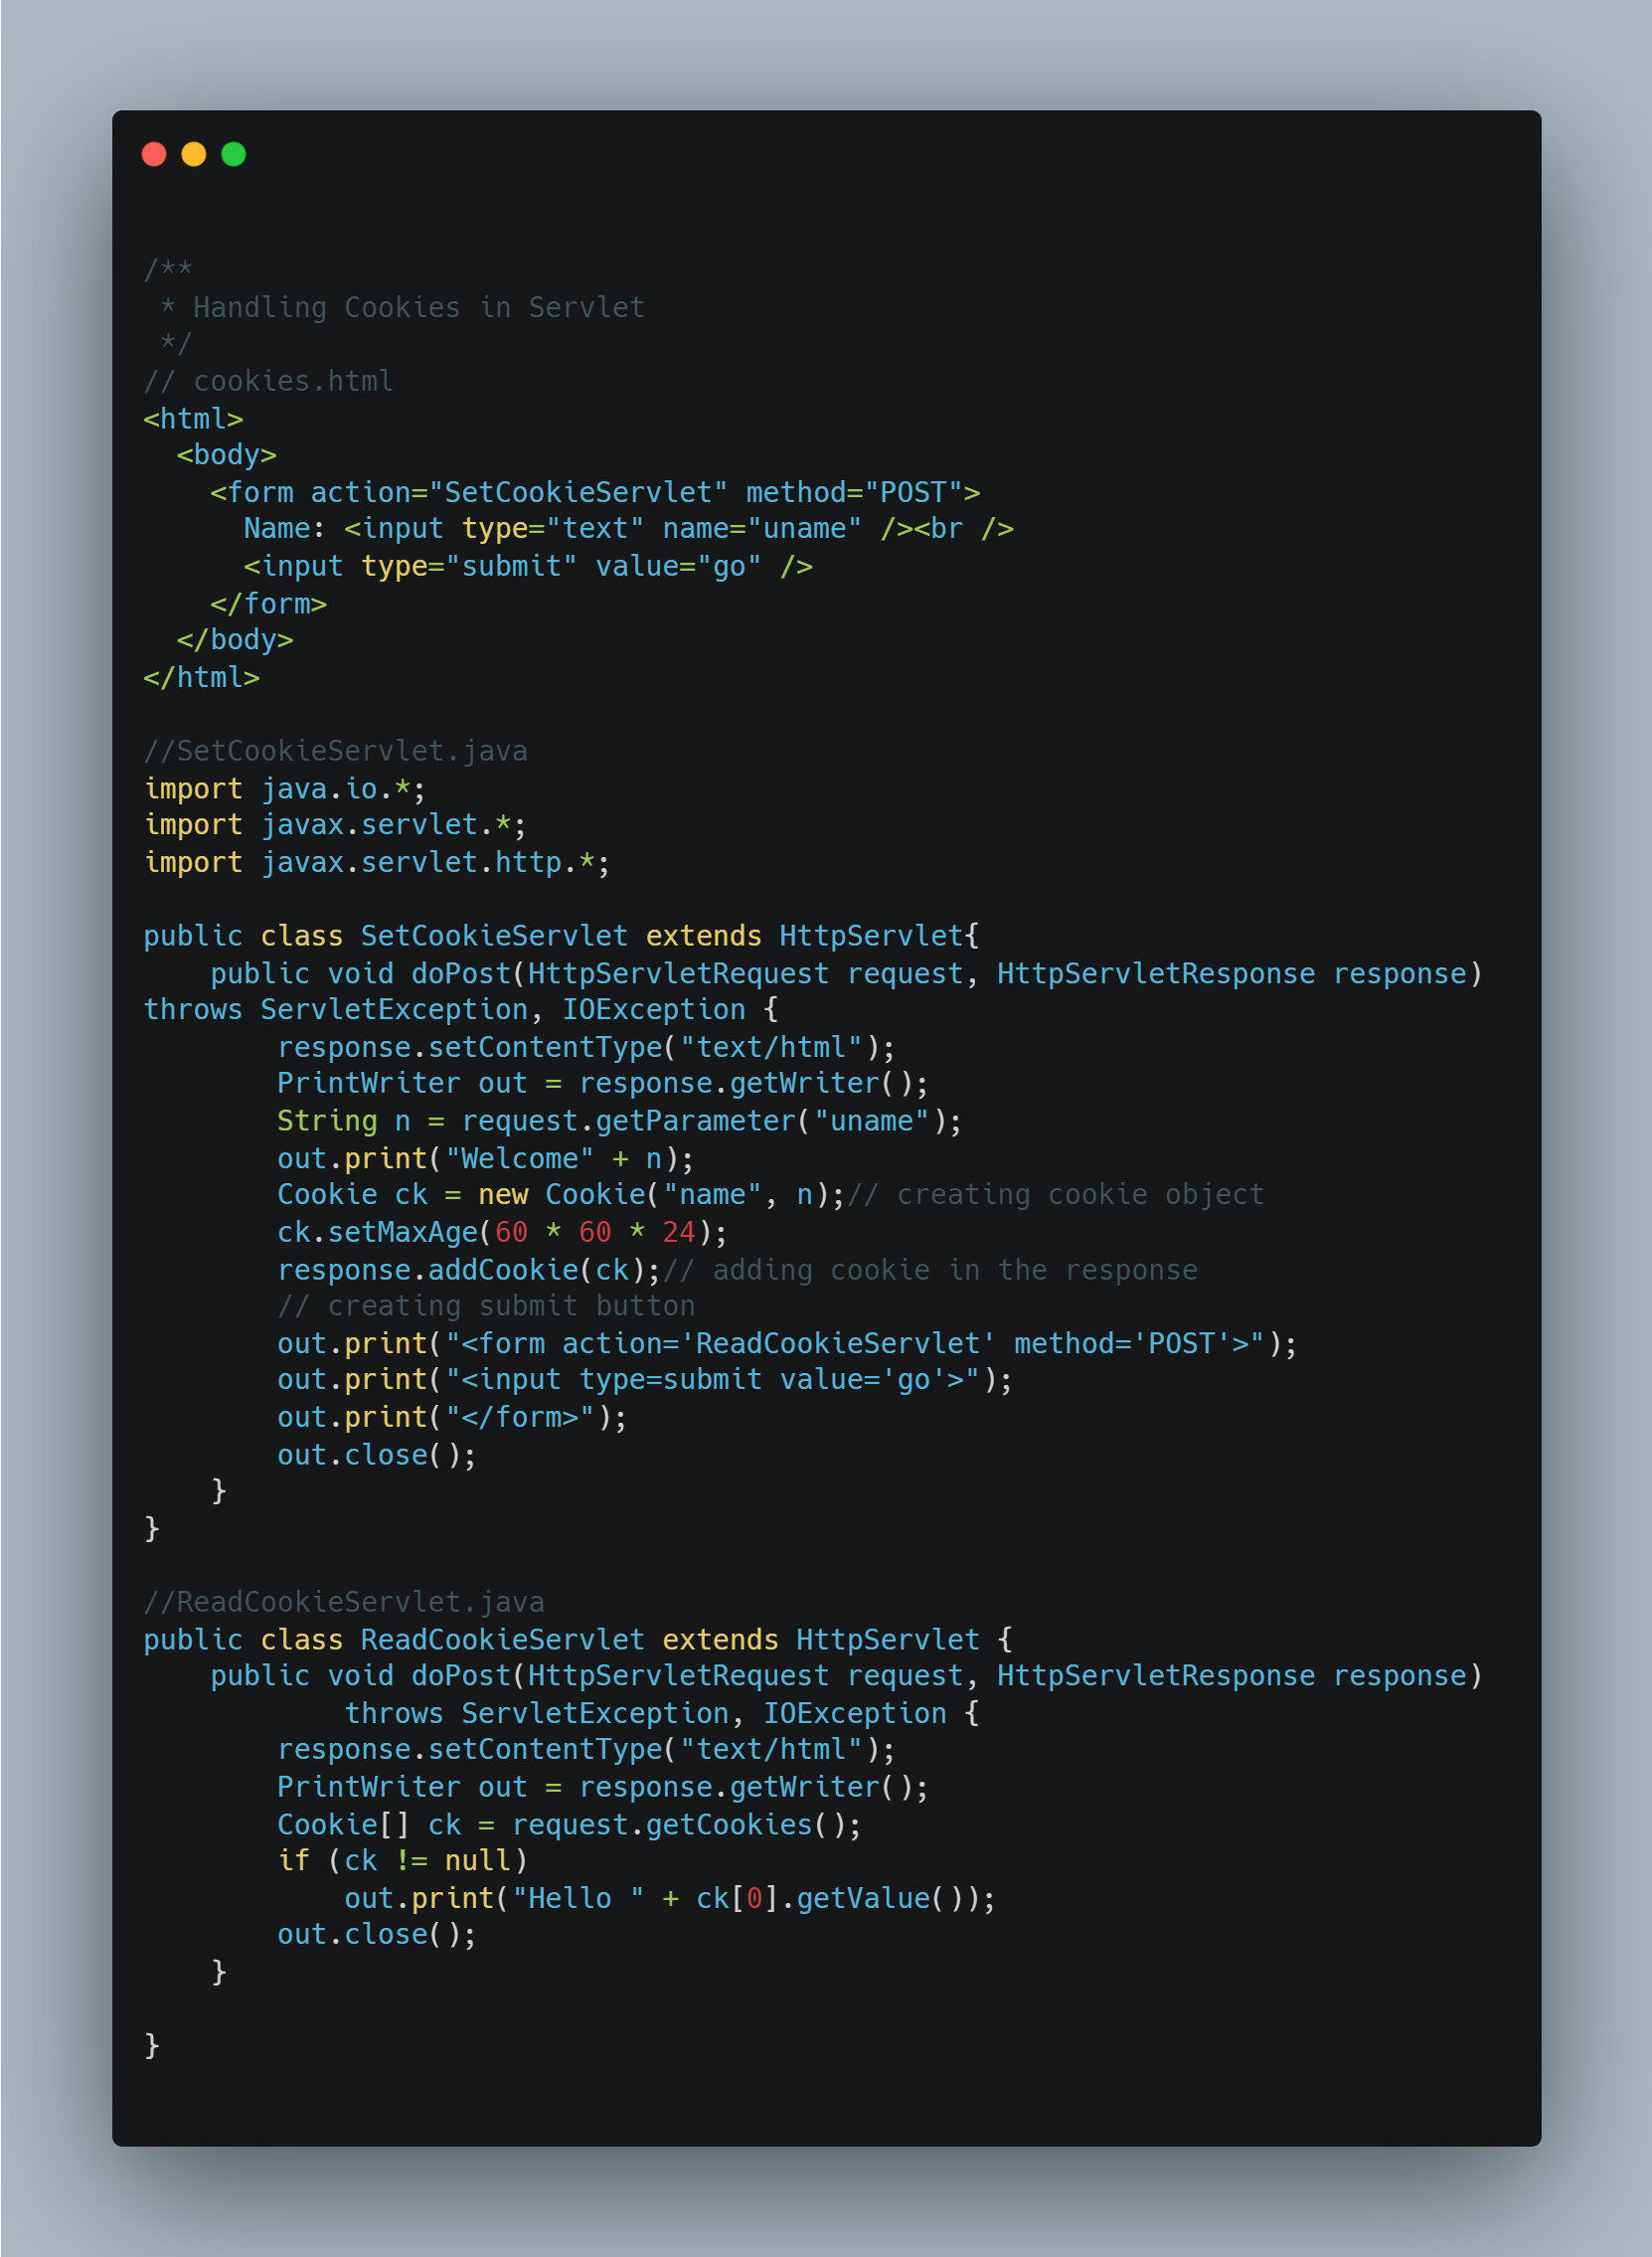 /**
 * Handling Cookies in Servlet
 */
// cookies.html
<html>
  <body>
    <form action="SetCookieServlet" method="POST">
      Name: <input type="text" name="uname" /><br />
      <input type="submit" value="go" />
    </form>
  </body>
</html>

//SetCookieServlet.java
import java.io.*;
import javax.servlet.*;
import javax.servlet.http.*;

public class SetCookieServlet extends HttpServlet{
    public void doPost(HttpServletRequest request, HttpServletResponse response)
throws ServletException, IOException {
        response.setContentType("text/html");
        PrintWriter out = response.getWriter();
        String n = request.getParameter("uname");
        out.print("Welcome" + n);
        Cookie ck = new Cookie("name", n);// creating cookie object
        ck.setMaxAge(60 * 60 * 24);
        response.addCookie(ck);// adding cookie in the response
        // creating submit button
        out.print("<form action='ReadCookieServlet' method='POST'>");
        out.print("<input type=submit value='go'>");
        out.print("</form>");
        out.close();
    }
}

//ReadCookieServlet.java
public class ReadCookieServlet extends HttpServlet {
    public void doPost(HttpServletRequest request, HttpServletResponse response)
            throws ServletException, IOException {
        response.setContentType("text/html");
        PrintWriter out = response.getWriter();
        Cookie[] ck = request.getCookies();
        if (ck != null)
            out.print("Hello " + ck[0].getValue());
        out.close();
    }

}